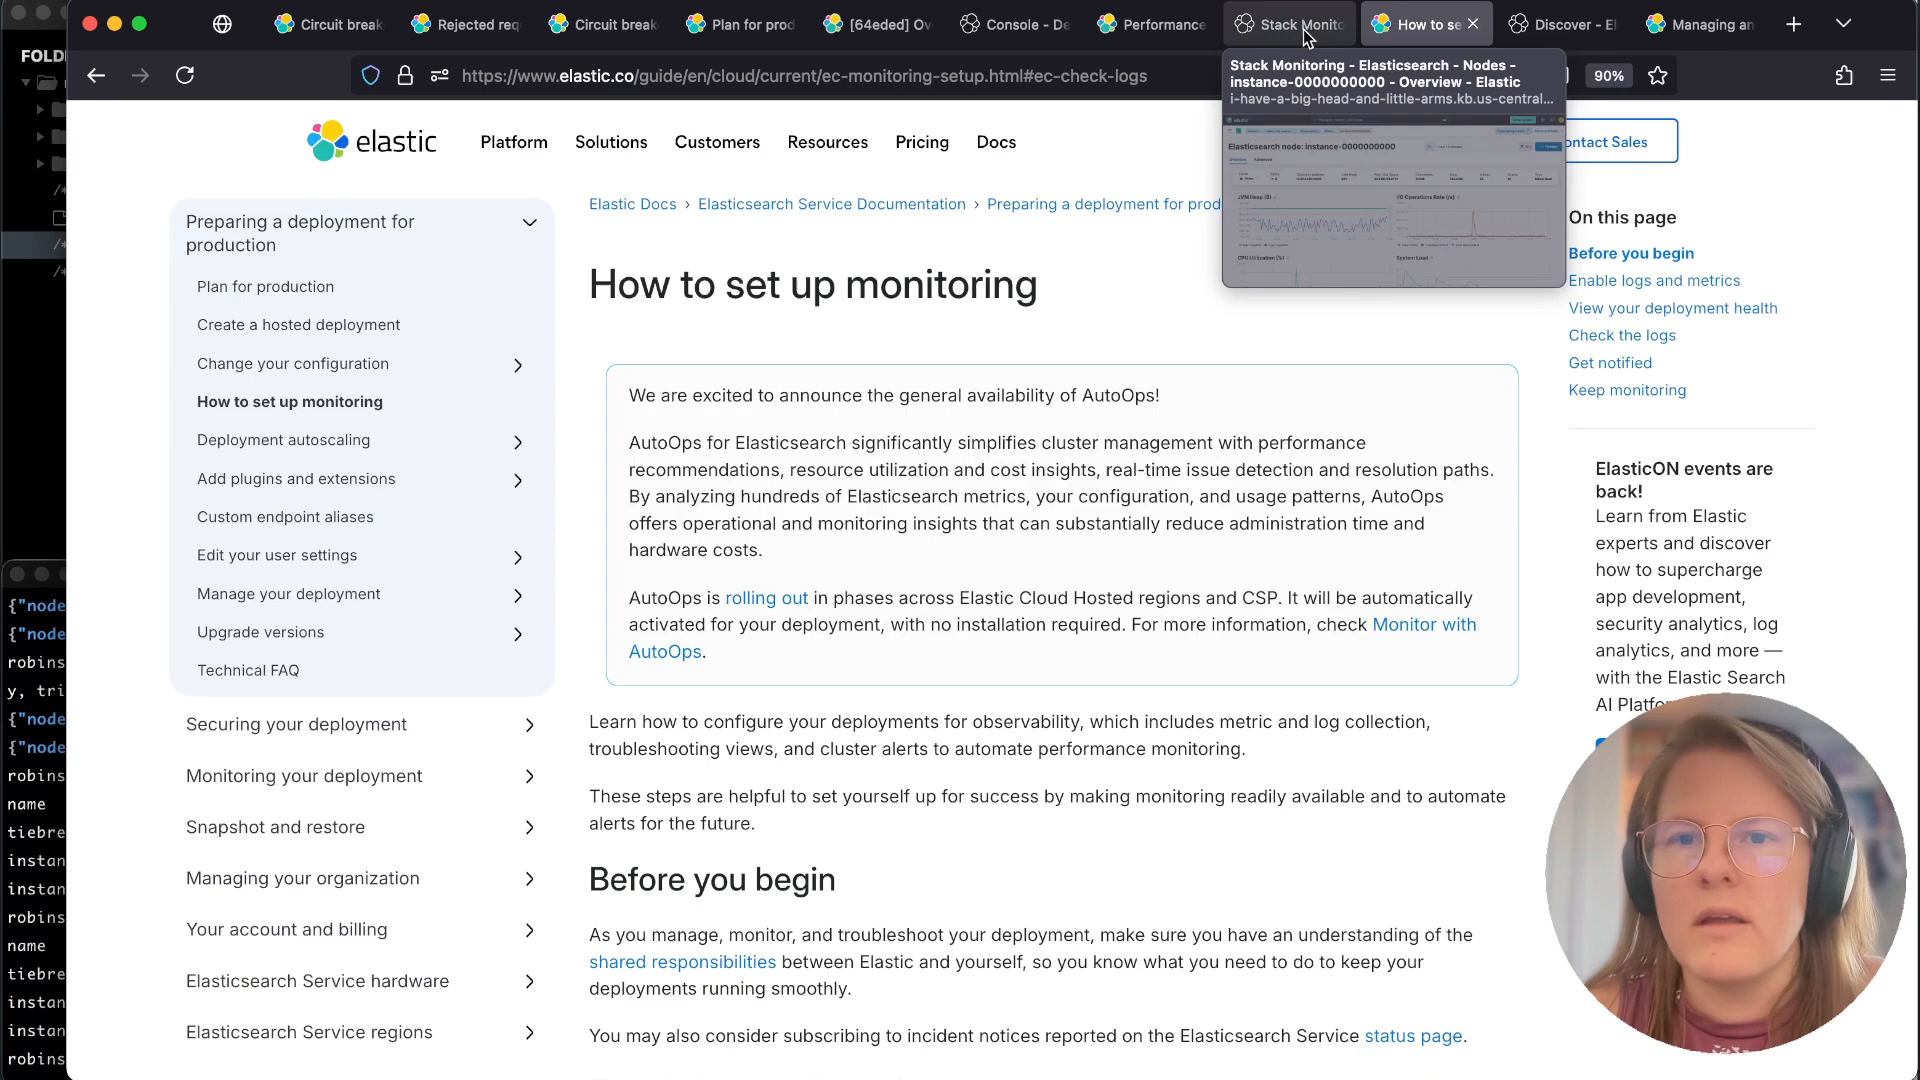 FOLD
Circuit break
Rejected req
Circuit break
Plan for prod
[64eded] Ov
Console - De
Performance
Stack Monito
How to se
Discover - El
Managing an
https://www.elastic.co/guide/en/cloud/current/ec-monitoring-setup.html#ec-check-logs
90%
Stack Monitoring - Elasticsearch - Nodes -
instance-0000000000 - Overview - Elastic
i-have-a-big-head-and-little-arms.kb.us-central...
Elasticsearch node: instance-0000000000
elastic
Platform
Solutions
Customers
Resources
Pricing
Docs
ontact Sales
Preparing a deployment for
production
Plan for production
Create a hosted deployment
Change your configuration
How to set up monitoring
Deployment autoscaling
Add plugins and extensions
Custom endpoint aliases
Edit your user settings
Manage your deployment
Upgrade versions
Technical FAQ
Securing your deployment
Monitoring your deployment
Snapshot and restore
Managing your organization
Your account and billing
Elasticsearch Service hardware
Elasticsearch Service regions
Elastic Docs › Elasticsearch Service Documentation › Preparing a deployment for prod
How to set up monitoring
We are excited to announce the general availability of AutoOps!
AutoOps for Elasticsearch significantly simplifies cluster management with performance
recommendations, resource utilization and cost insights, real-time issue detection and resolution paths.
By analyzing hundreds of Elasticsearch metrics, your configuration, and usage patterns, AutoOps
offers operational and monitoring insights that can substantially reduce administration time and
hardware costs.
AutoOps is rolling out in phases across Elastic Cloud Hosted regions and CSP. It will be automatically
activated for your deployment, with no installation required. For more information, check Monitor with
AutoOps.
Learn how to configure your deployments for observability, which includes metric and log collection,
troubleshooting views, and cluster alerts to automate performance monitoring.
These steps are helpful to set yourself up for success by making monitoring readily available and to automate
alerts for the future.
Before you begin
As you manage, monitor, and troubleshoot your deployment, make sure you have an understanding of the
shared responsibilities between Elastic and yourself, so you know what you need to do to keep your
deployments running smoothly.
You may also consider subscribing to incident notices reported on the Elasticsearch Service status page.
On this page
Before you begin
Enable logs and metrics
View your deployment health
Check the logs
Get notified
Keep monitoring
ElasticON events are
back!
Learn from Elastic
experts and discover
how to supercharge
app development,
security analytics, log
analytics, and more —
with the Elastic Search
AI Platfor
{"node
{"node
robins
y, tri
{"node
{"node
robins
name
tiebre
instan
instan
robins
name
tiebre
instan
instan
robins